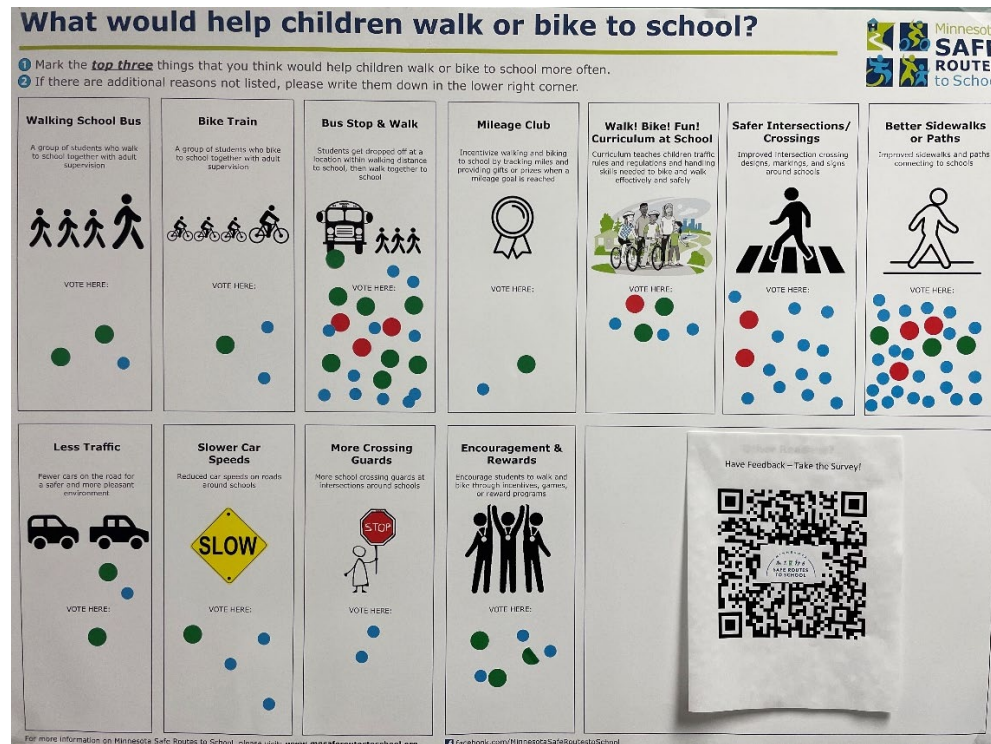 What would help children walk or bike to school?
Minnesot
SAFE
ROUTE
to Schoo
1 Mark the top three things that you think would help children walk or bike to school more often.
2 If there are additional reasons not listed, please write them down in the lower right corner.
Walking School Bus
A group of students who walk
to school together with adult
supervision
VOTE HERE:
Bike Train
A group of students who bike
to school together with adult
supervision
VOTE HERE:
Bus Stop & Walk
Students get dropped off at a
location within walking distance
to school, then walk together to
school
VOTE HERE:
Mileage Club
Incentivize walking and biking
to school by tracking miles and
providing gifts or prizes when a
mileage goal is reached
VOTE HERE:
Walk! Bike! Fun!
Curriculum at School
Curriculum teaches children traffic
rules and regulations and handling
skills needed to bike and walk
effectively and safely
VOTE HERE:
Safer Intersections/
Crossings
Improved intersection crossing
designs, markings, and signs
around schools
VOTE HERE:
Better Sidewalks
or Paths
Improved sidewalks and paths
connecting to schools
VOTE HERE:
Less Traffic
Fewer cars on the road for
a safer and more pleasant
environment
VOTE HERE:
Slower Car
Speeds
Reduced car speeds on roads
around schools
SLOW
VOTE HERE:
More Crossing
Guards
More school crossing guards at
intersections around schools
STOP
VOTE HERE:
Encouragement &
Rewards
Encourage students to walk and
bike through incentives, games,
or reward programs
VOTE HERE:
Have Feedback – Take the Survey!
MINNESOTA
SAFE ROUTES
TO SCHOOL
For more information on Minnesota Safe Routes to School, please visit: www.mnsaferoutestoschool.org
facebook.com/MinnesotaSafeRoutestoSchool